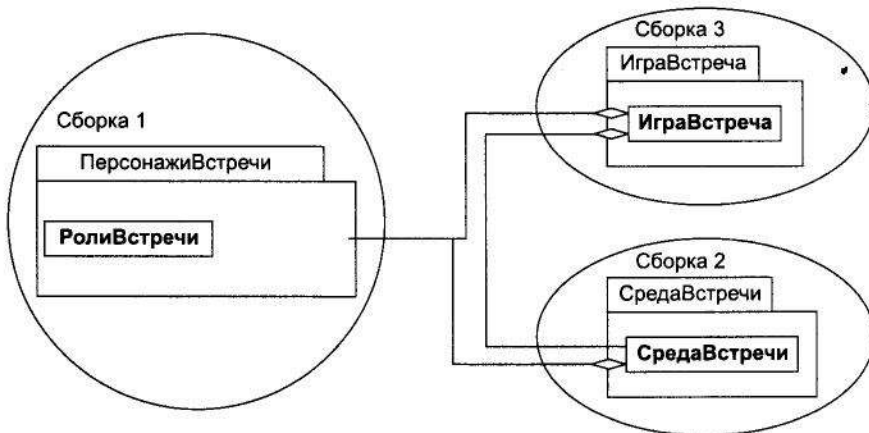 Сборка 1
ПерсонажиВстречи
РолиВстречи
Сборка 3
ИграВстреча
ИграВстреча
Сборка 2
СредаВстречи
СредаВстречи